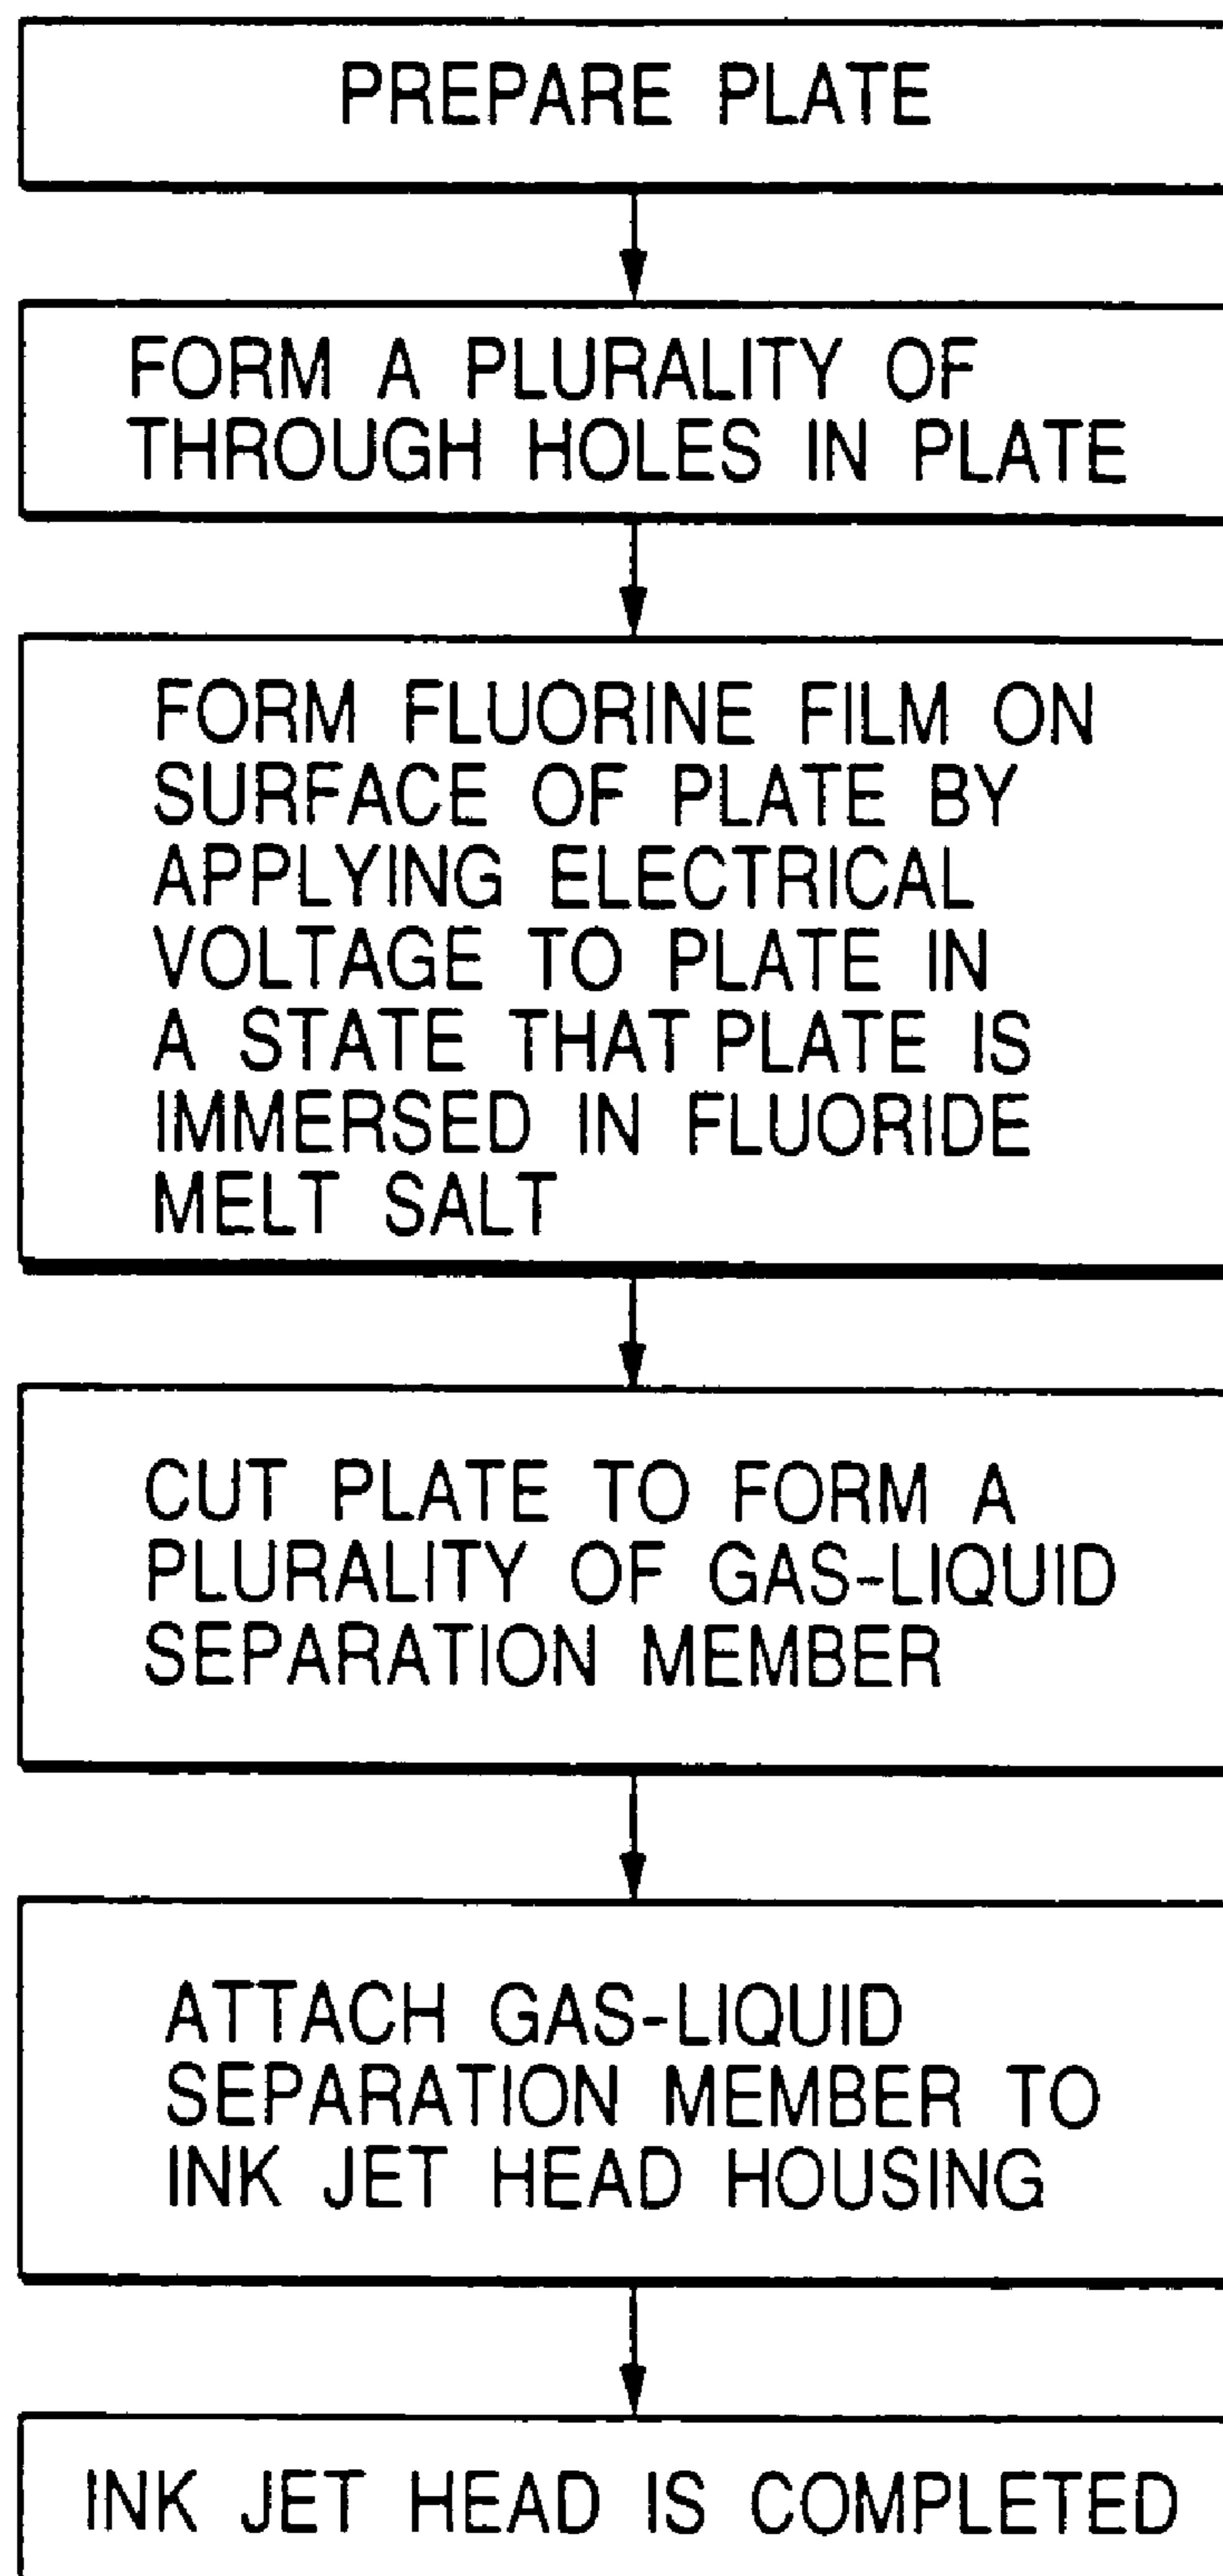 PREPARE PLATE
FORM A PLURALITY OF
THROUGH HOLES IN PLATE
FORM FLUORINE FILM ON
SURFACE OF PLATE BY
APPLYING ELECTRICAL
VOLTAGE TO PLATE IN
A STATE THAT PLATE IS
IMMERSED IN FLUORIDE
MELT SALT
CUT PLATE TO FORM A
PLURALITY OF GAS-LIQUID
SEPARATION MEMBER
ATTACH GAS-LIQUID
SEPARATION MEMBER TO
INK JET HEAD HOUSING
INK JET HEAD IS COMPLETED